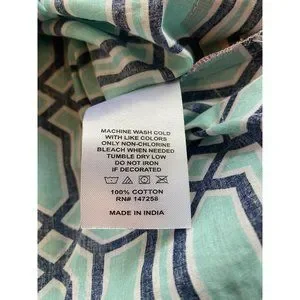 MACHINE WASH COLD
WITH LIKE COLORS
ONLY NON-CHLORINE
BLEACH WHEN NEEDED
TUMBLE DRY LOW
DO NOT IRON
IF DECORATED
100% COTTON
RN# 147258
MADE IN INDIA